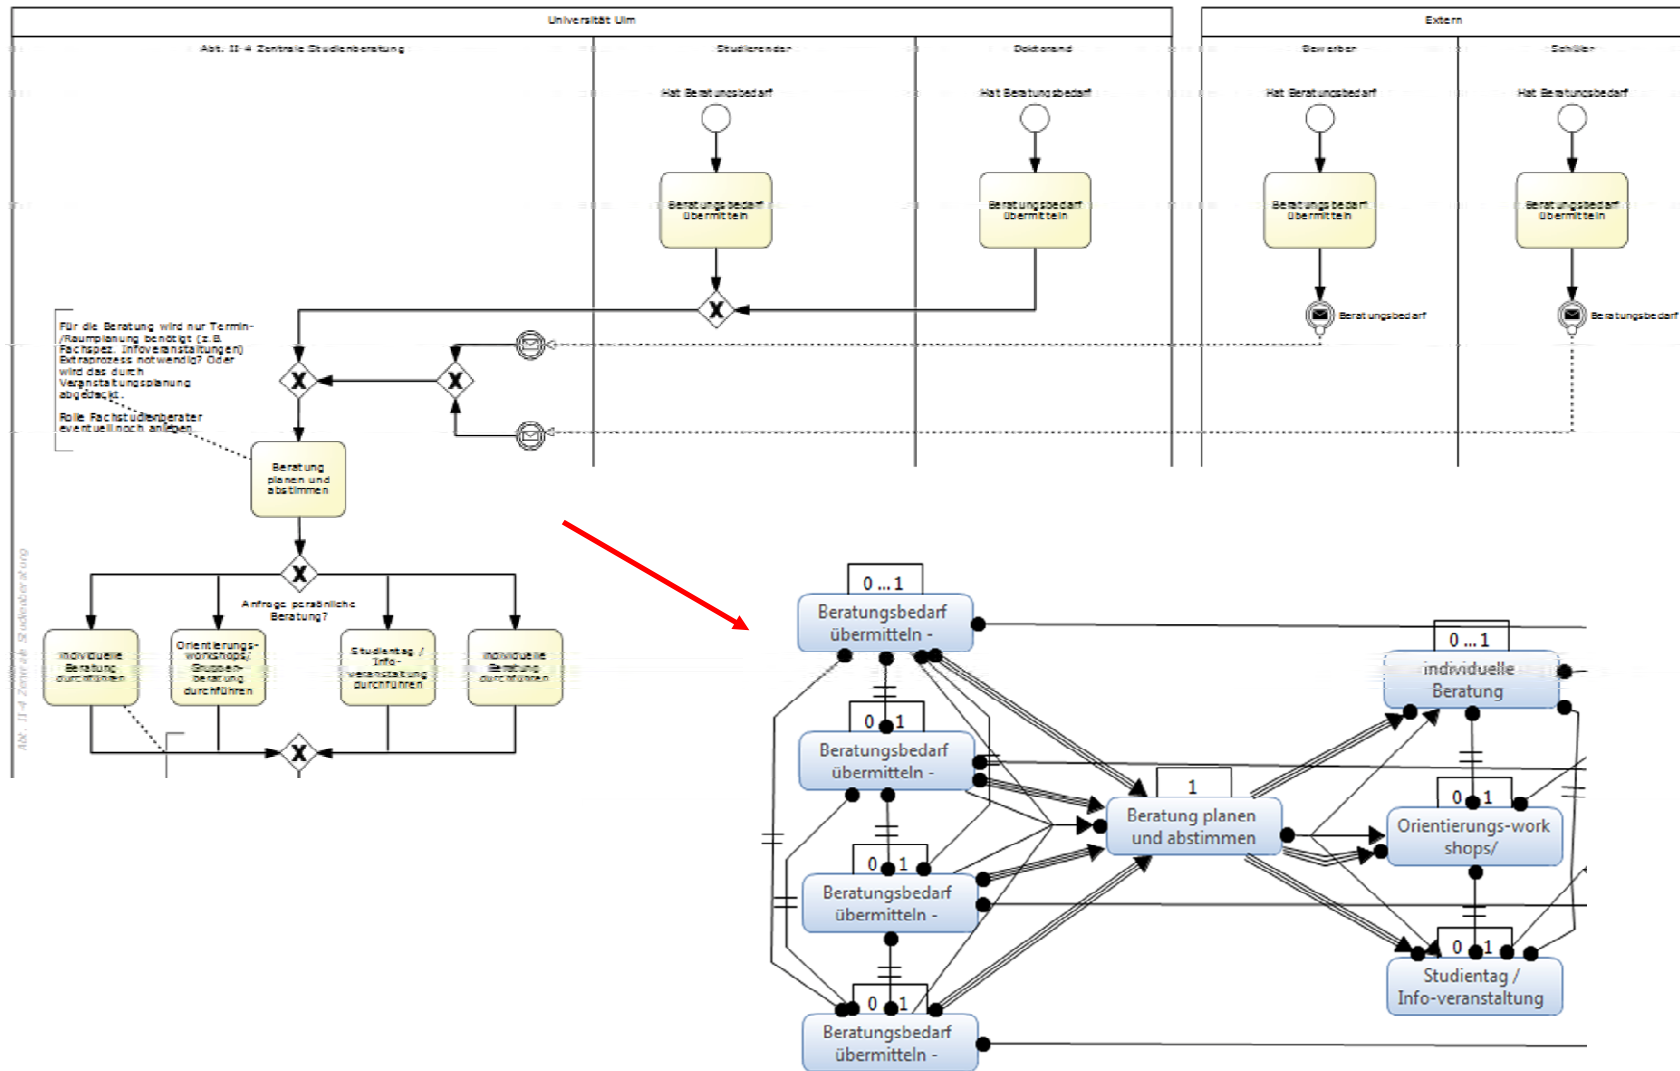 Universität Ulm
Extern
Abt. II-4 Zentrale Studienberatung
Studierender
Doktorand
Bewerber
Schüler
Hat Beratungsbedarf
Hat Beratungsbedarf
Hat Beratungsbedarf
Hat Beratungsbedarf
Beratungsbedarf
übermitteln
Beratungsbedarf
übermitteln
Beratungsbedarf
übermitteln
Beratungsbedarf
übermitteln
Beratungsbedarf
Beratungsbedarf
Für die Beratung wird nur Termin-
/Raumplanung benötigt (z.B.
Fachspez. Infoveranstaltungen)
Extraprozess notwendig? Oder
wird das durch
Veranstaltungsplanung
abgedeckt.
Rolle Fachstudienberater
eventuell noch anlegen
Beratung
planen und
abstimmen
Anfrage persönliche
Beratung?
Individuelle
Beratung
durchführen
Orientierungs-
workshops/
Gruppen-
beratung
durchführen
Studientag /
Info-
veranstaltung
durchführen
Individuelle
Beratung
durchführen
Abt. II-4 Zentrale Studienberatung
0...1
Beratungsbedarf
übermitteln -
0 1
Beratungsbedarf
übermitteln -
0 1
Beratungsbedarf
übermitteln -
0 1
Beratungsbedarf
übermitteln -
1
Beratung planen
und abstimmen
0...1
individuelle
Beratung
0 1
Orientierungs-work
shops/
0 1
Studientag /
Info-veranstaltung